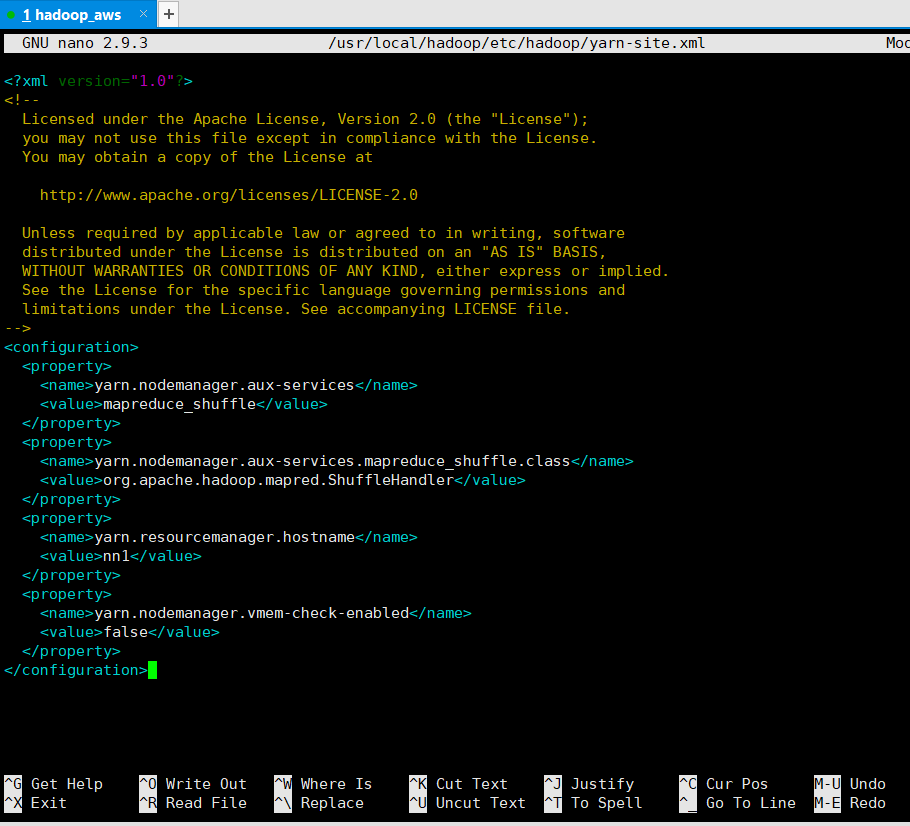 1 hadoop_aws × +
GNU nano 2.9.3 /usr/local/hadoop/etc/hadoop/yarn-site.xml Moc
<?xml version="1.0"?>
<!--
  Licensed under the Apache License, Version 2.0 (the "License");
  you may not use this file except in compliance with the License.
  You may obtain a copy of the License at
    http://www.apache.org/licenses/LICENSE-2.0
  Unless required by applicable law or agreed to in writing, software
  distributed under the License is distributed on an "AS IS" BASIS,
  WITHOUT WARRANTIES OR CONDITIONS OF ANY KIND, either express or implied.
  See the License for the specific language governing permissions and
  limitations under the License. See accompanying LICENSE file.
-->
<configuration>
  <property>
    <name>yarn.nodemanager.aux-services</name>
    <value>mapreduce_shuffle</value>
  </property>
  <property>
    <name>yarn.nodemanager.aux-services.mapreduce_shuffle.class</name>
    <value>org.apache.hadoop.mapred.ShuffleHandler</value>
  </property>
  <property>
    <name>yarn.resourcemanager.hostname</name>
    <value>nn1</value>
  </property>
  <property>
    <name>yarn.nodemanager.vmem-check-enabled</name>
    <value>false</value>
  </property>
</configuration>
^G Get Help ^O Write Out ^W Where Is ^K Cut Text ^J Justify ^C Cur Pos M-U Undo
^X Exit ^R Read File ^\ Replace ^U Uncut Text ^T To Spell ^_ Go To Line M-E Redo